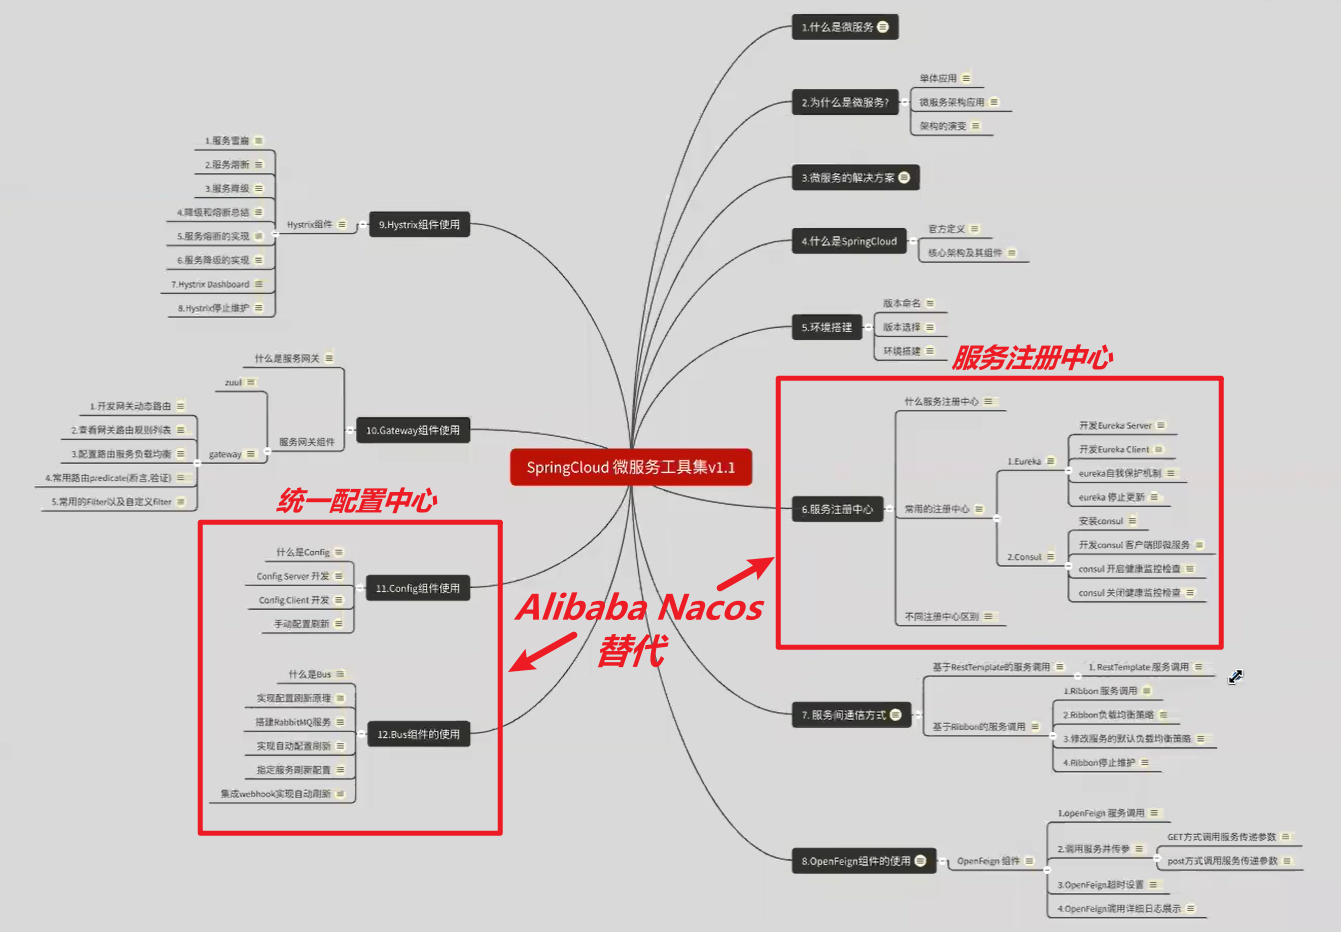 SpringCloud 微服务工具集v1.1
1.什么是微服务
2.为什么是微服务?
单体应用
微服务架构应用
架构的演变
3.微服务的解决方案
4.什么是SpringCloud
官方定义
核心架构及其组件
5.环境搭建
版本命名
版本选择
环境搭建
服务注册中心
6.服务注册中心
什么服务注册中心
常用的注册中心
1.Eureka
开发Eureka Server
开发Eureka Client
eureka自我保护机制
eureka 停止更新
2.Consul
安装consul
开发consul 客户端即微服务
consul 开启健康监控检查
consul 关闭健康监控检查
不同注册中心区别
7. 服务间通信方式
基于RestTemplate的服务调用
1. RestTemplate 服务调用
基于Ribbon的服务调用
1.Ribbon 服务调用
2.Ribbon负载均衡策略
3.修改服务的默认负载均衡策略
4.Ribbon停止维护
8.OpenFeign组件的使用
OpenFeign 组件
1.openFeign 服务调用
2.调用服务并传参
GET方式调用服务传递参数
post方式调用服务传递参数
3.OpenFeign超时设置
4.OpenFeign调用详细日志展示
9.Hystrix组件使用
Hystrix组件
1.服务雪崩
2.服务熔断
3.服务降级
4.降级和熔断总结
5.服务熔断的实现
6.服务降级的实现
7.Hystrix Dashboard
8.Hystrix停止维护
10.Gateway组件使用
什么是服务网关
服务网关组件
zuul
gateway
1.开发网关动态路由
2.查看网关路由规则列表
3.配置路由服务负载均衡
4.常用路由predicate(断言,验证)
5.常用的Filter以及自定义filter
统一配置中心
11.Config组件使用
什么是Config
Config Server 开发
Config Client 开发
手动配置刷新
12.Bus组件的使用
什么是Bus
实现配置刷新原理
搭建RabbitMQ服务
实现自动配置刷新
指定服务刷新配置
集成webhook实现自动刷新
Alibaba Nacos
替代